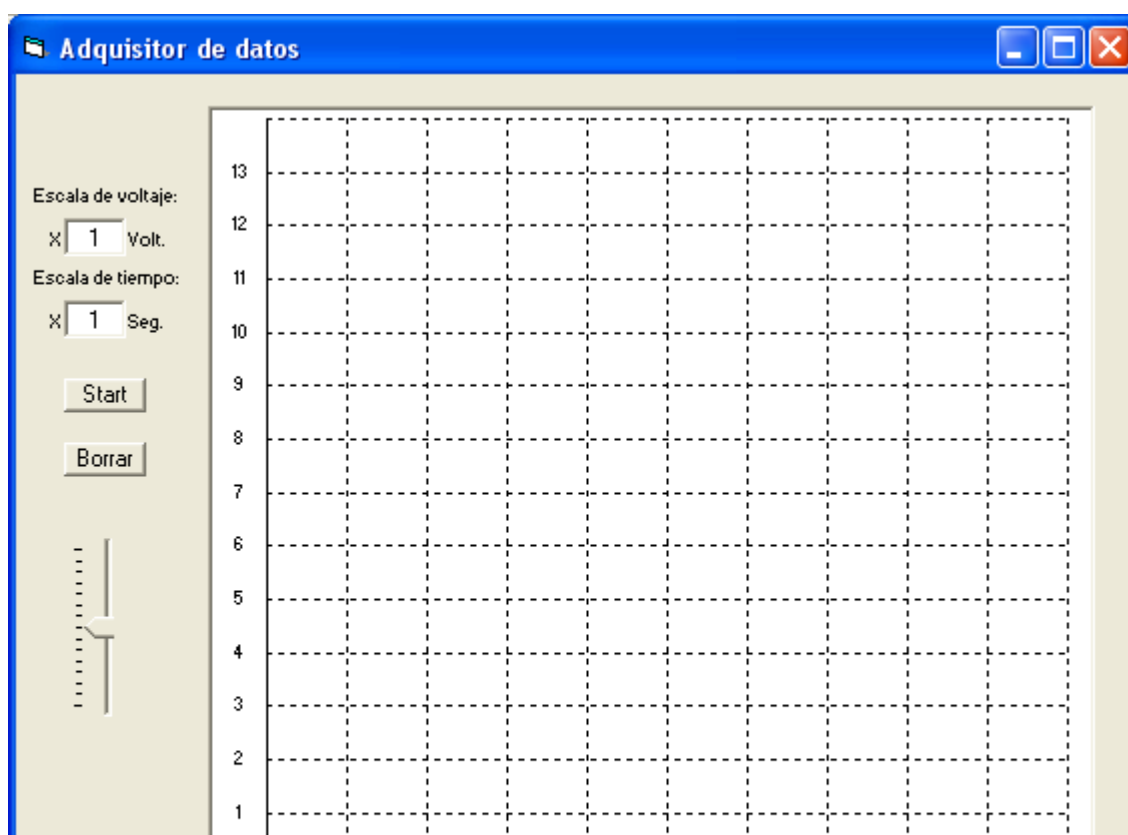 Adquisitor de datos
Escala de voltaje:
X 1 Volt.
Escala de tiempo:
X 1 Seg.
Start
Borrar
13
12
11
10
9
8
7
6
5
4
3
2
1